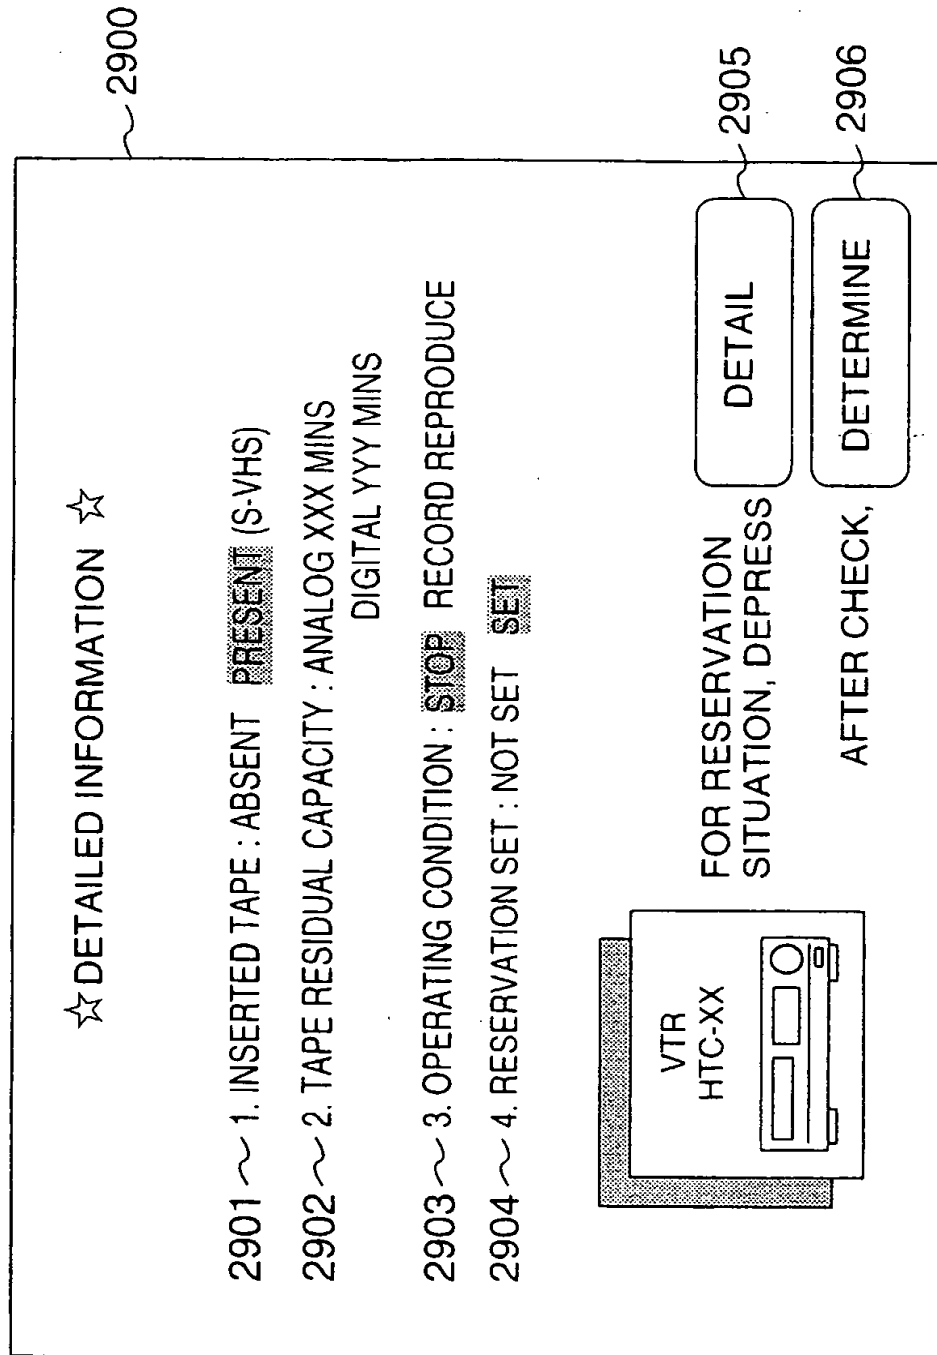 2900
☆ DETAILED INFORMATION ☆
2901 ~ 1. INSERTED TAPE : ABSENT PRESENT (S-VHS)
2902 ~ 2. TAPE RESIDUAL CAPACITY : ANALOG XXX MINS
DIGITAL YYY MINS
2903 ~ 3. OPERATING CONDITION : STOP RECORD REPRODUCE
2904 ~ 4. RESERVATION SET : NOT SET SET
VTR
HTC-XX
FOR RESERVATION
SITUATION, DEPRESS
DETAIL
2905
AFTER CHECK,
DETERMINE
2906